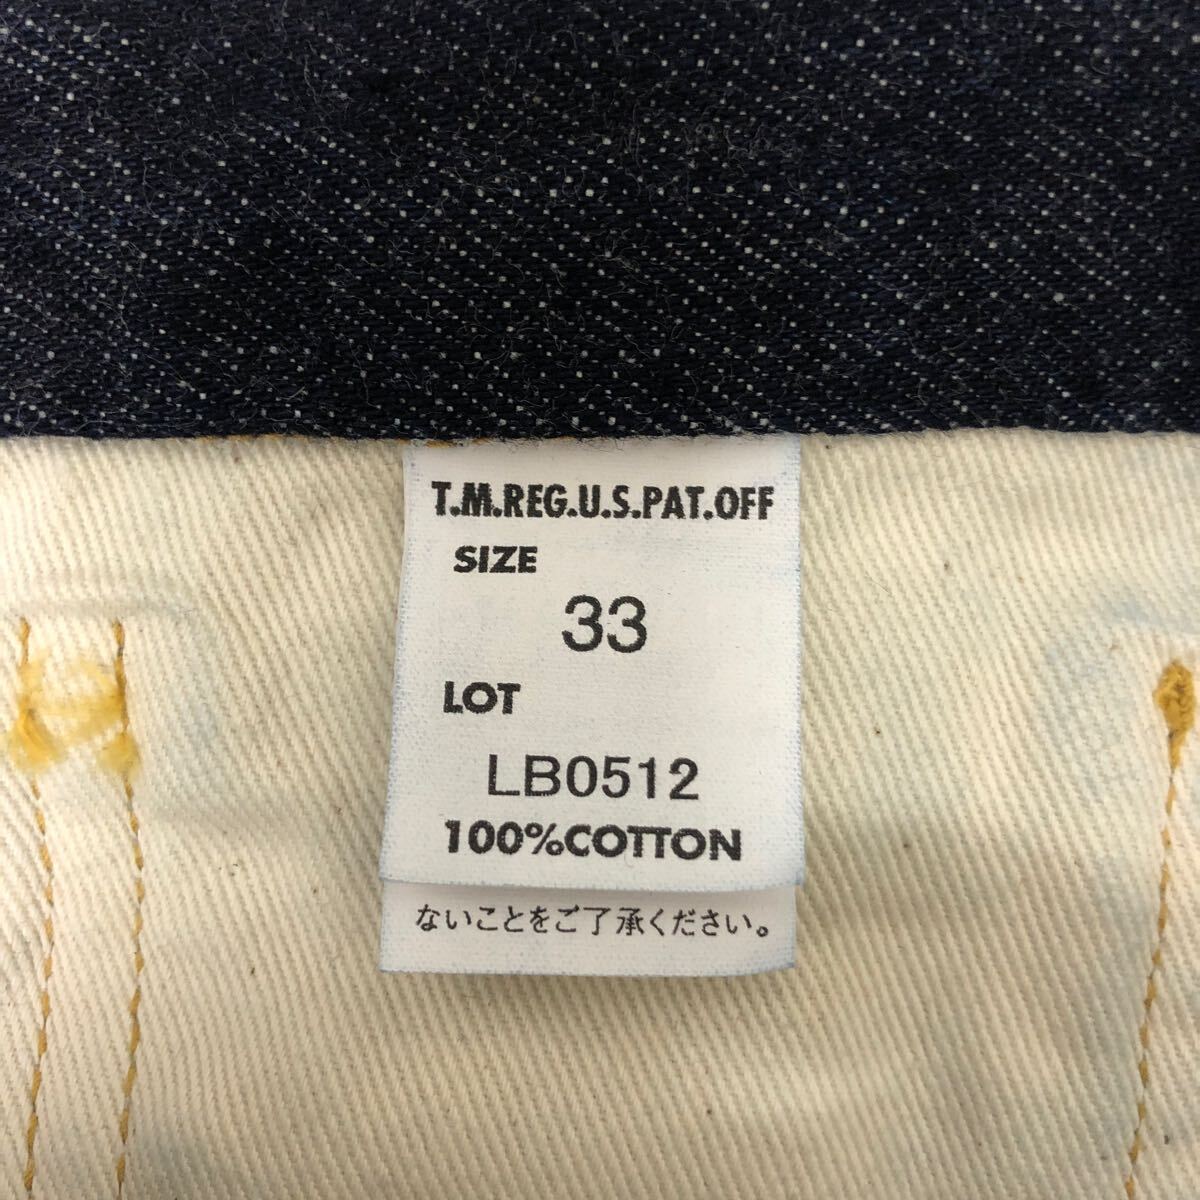 T.M.REG.U.S.PAT.OFF
SIZE
33
LOT
LB0512
100%COTTON
ないことをご了承ください。